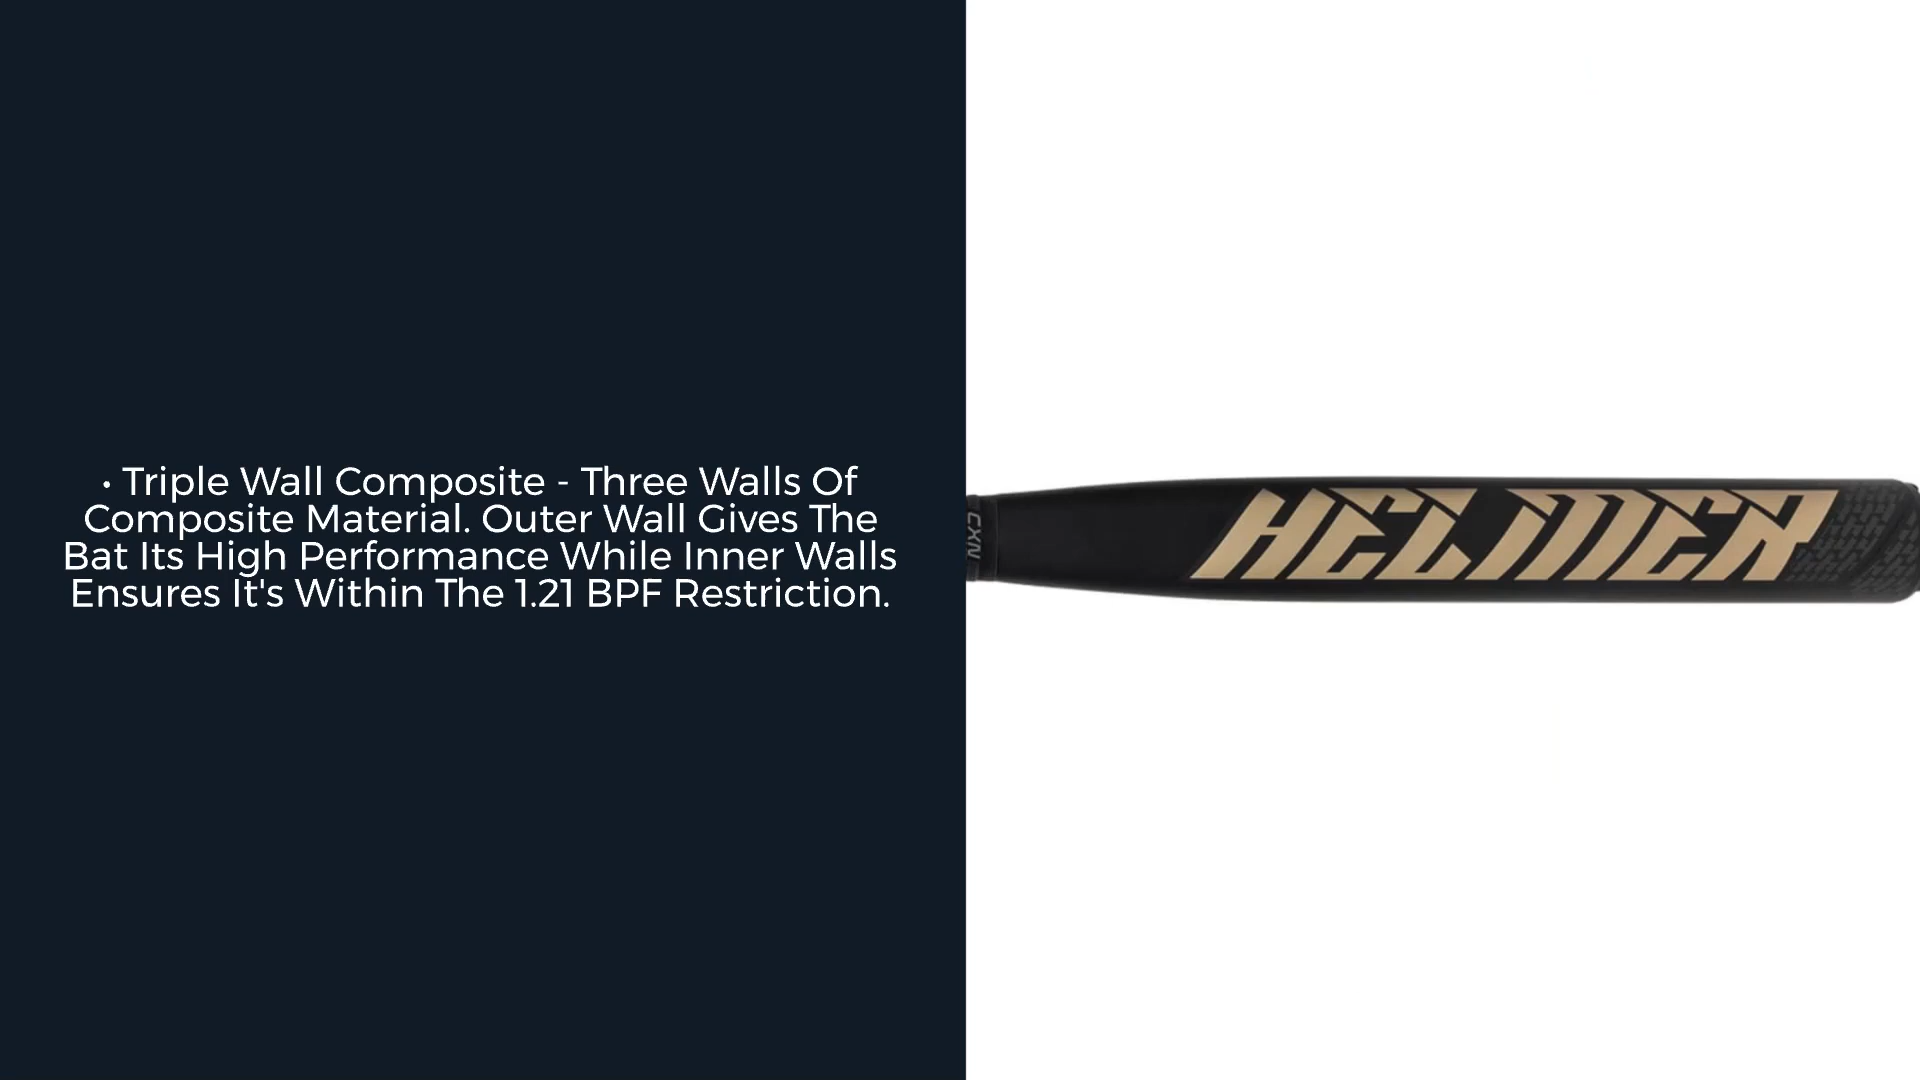 • Triple Wall Composite - Three Walls Of
Composite Material. Outer Wall Gives The
Bat Its High Performance While Inner Walls
Ensures It's Within The 1.21 BPF Restriction.
CXN
HELMER